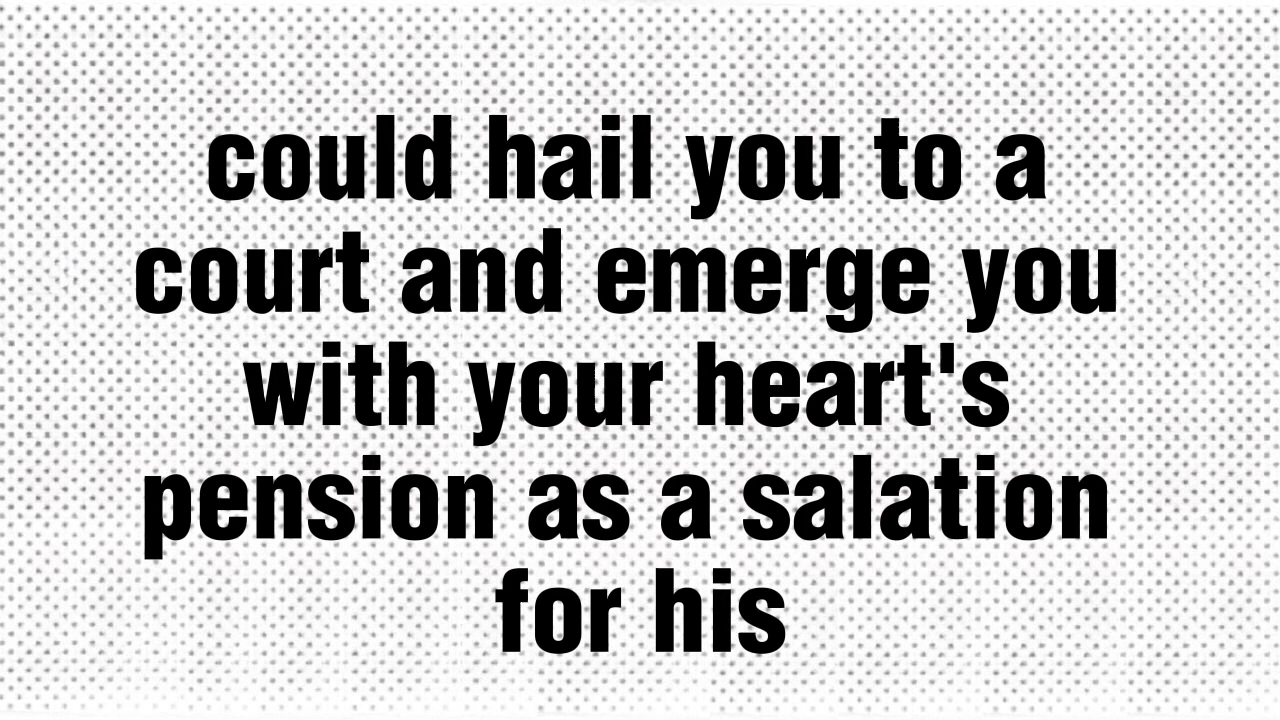 could hail you to a
court and emerge you
with your heart's
pension as a salation
for his